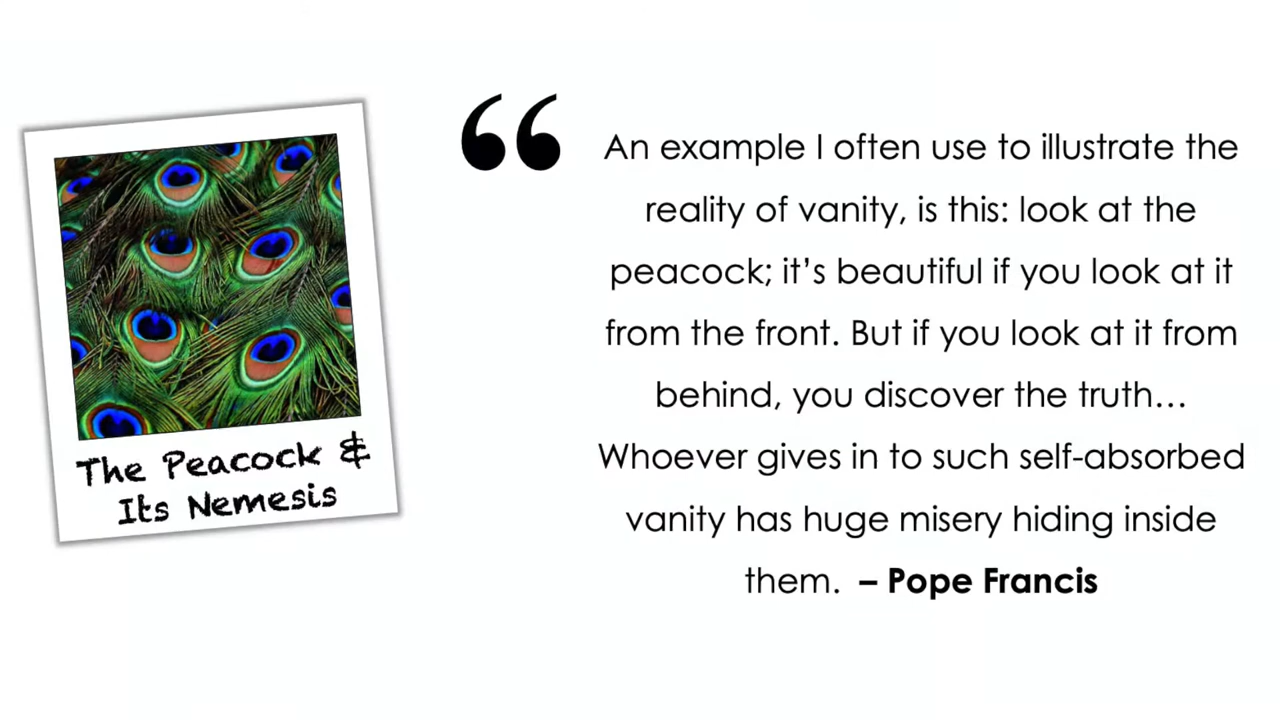 The Peacock &
Its Nemesis
“
An example I often use to illustrate the
reality of vanity, is this: look at the
peacock; it’s beautiful if you look at it
from the front. But if you look at it from
behind, you discover the truth…
Whoever gives in to such self-absorbed
vanity has huge misery hiding inside
them. – Pope Francis